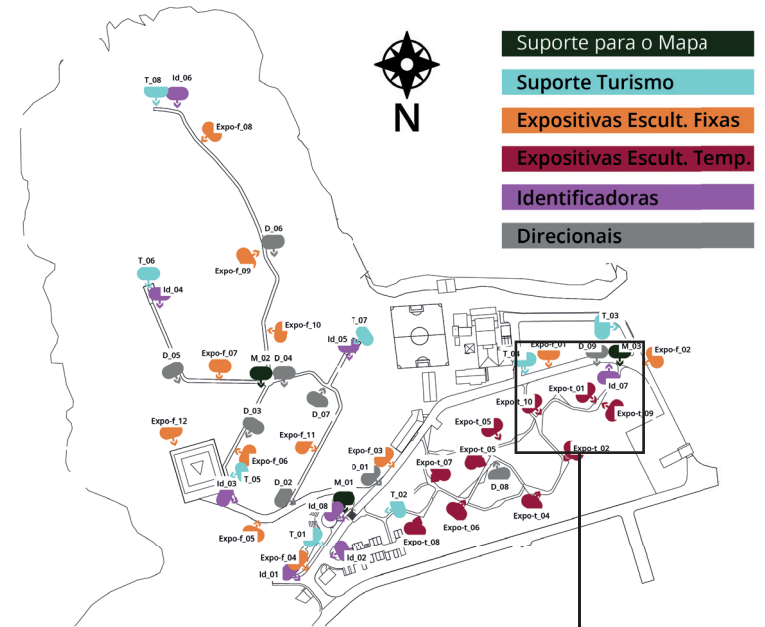 Suporte para o Mapa
Suporte Turismo
Expositivas Escult. Fixas
Expositivas Escult. Temp.
Identificadoras
Direcionais
N
T_08
Id_06
Expo-f_08
D_06
Expo-f_09
T_06
Id_04
Expo-f_10
T_07
Id_05
T_03
D_05
Expo-f_07
M_02
D_04
T_04
Expo-f_01
D_09
M_03
Expo-f_02
Id_07
D_07
Expo-t_01
Expo-t_10
Expo-t_09
D_03
Expo-f_12
Expo-f_11
Expo-t_05
Expo-f_03
Expo-t_02
Expo-f_06
T_05
D_01
Expo-t_07
Expo-t_05
D_08
Id_03
D_02
M_01
T_02
Id_08
Expo-t_04
Expo-t_06
Expo-f_05
T_01
Expo-t_08
Expo-f_04
Id_02
Id_01